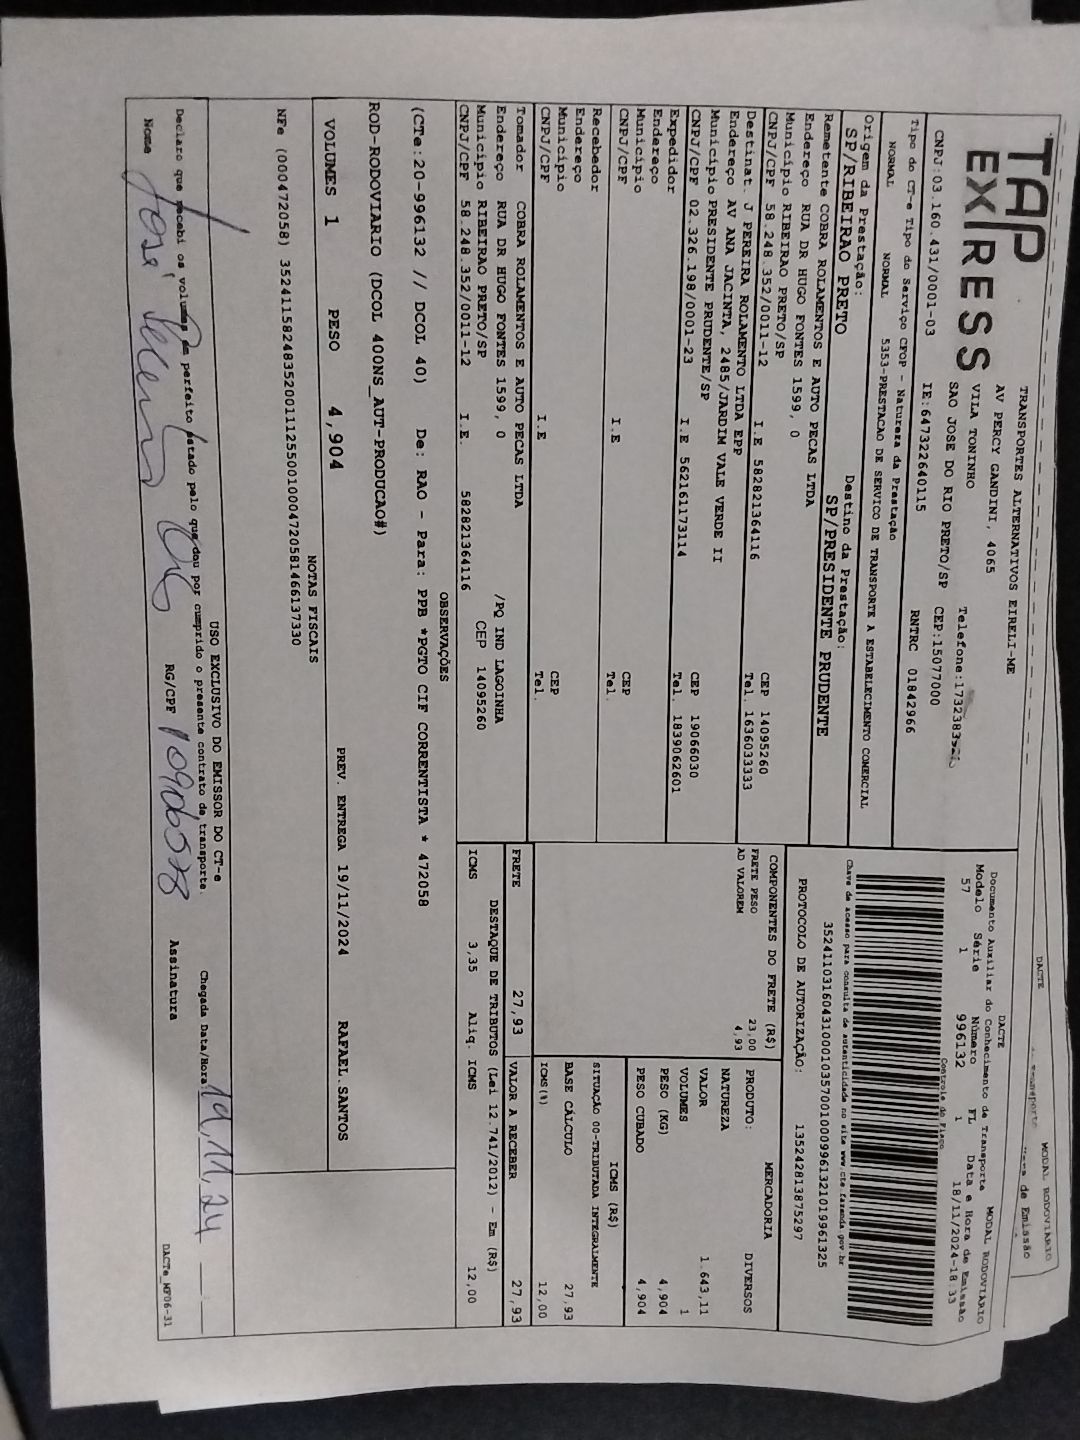 MODAL RODOVIARIO
DACTE
de Emissão
TAP
EXPRESS
TRANSPORTES ALTERNATIVOS EIRELI-ME
AV PERCY GANDINI, 4065
VILA TONINHO
SAO JOSE DO RIO PRETO/SP CEP:15077000
CNPJ:03.160.431/0001-03 IE:647322640115 RNTRC 01842966
DACTE
Documento Auxiliar do Conhecimento de Transporte MODAL RODOVIARIO
Modelo Série Número FL Data e Hora de Emissão
57 1 996132 1 18/11/2024-18:33
Controle do Fisco
Tipo do CT-e Tipo do Serviço CFOP - Natureza da Prestação
NORMAL NORMAL 5353-PRESTACAO DE SERVICO DE TRANSPORTE A ESTABELECIMENTO COMERCIAL
Chave de acesso para consulta de autenticidade no site www.cte.fazenda.gov.br
35241103160431000103570010009961321019961325
PROTOCOLO DE AUTORIZAÇÃO: 135242813875297
Origem da Prestação: Destino da Prestação:
SP/RIBEIRAO PRETO SP/PRESIDENTE PRUDENTE
Remetente COBRA ROLAMENTOS E AUTO PECAS LTDA
Endereço RUA DR HUGO FONTES 1599, 0
Município RIBEIRAO PRETO/SP CEP 14095260
CNPJ/CPF 58.248.352/0011-12 I.E 582821364116 Tel. 1636033333
Destinat. J PEREIRA ROLAMENTO LTDA EPP
Endereço AV ANA JACINTA, 2485/JARDIM VALE VERDE II
Município PRESIDENTE PRUDENTE/SP CEP 19066030
CNPJ/CPF 02.326.198/0001-23 I.E 562161173114 Tel. 1839062601
Expedidor
Endereço
Município CEP
CNPJ/CPF I.E Tel.
Recebedor
Endereço
Município CEP
CNPJ/CPF I.E Tel.
Tomador COBRA ROLAMENTOS E AUTO PECAS LTDA
Endereço RUA DR HUGO FONTES 1599, 0 /PQ IND LAGOINHA
Município RIBEIRAO PRETO/SP CEP 14095260
CNPJ/CPF 58.248.352/0011-12 I.E. 582821364116
COMPONENTES DO FRETE (R$)
FRETE PESO 23,00
AD VALOREM 4,93
MERCADORIA
PRODUTO: DIVERSOS
NATUREZA
VALOR 1.643,11
VOLUMES 1
PESO (KG) 4,904
PESO CUBADO 4,904
ICMS (R$)
SITUAÇÃO 00-TRIBUTADA INTEGRALMENTE
BASE CÁLCULO 27,93
ICMS(%) 12,00
FRETE 27,93 VALOR A RECEBER 27,93
DESTAQUE DE TRIBUTOS (Lei 12.741/2012) - Em (R$)
ICMS 3,35 Aliq. ICMS 12,00
OBSERVAÇÕES
(CTe:20-996132 // DCOL 40) De: RAO - Para: PPB *PGTO CIF CORRENTISTA * 472058
ROD-RODOVIARIO (DCOL 400NS_AUT-PRODUCAO#)
VOLUMES 1 PESO 4,904 PREV. ENTREGA 19/11/2024 RAFAEL.SANTOS
NOTAS FISCAIS
NFe (000472058) 35241158248352001112550010004720581466137330
USO EXCLUSIVO DO EMISSOR DO CT-e
Declaro que recebi os volumes em perfeito estado pelo que dou por cumprido o presente contrato de transporte. Chegada Data/Hora: 19,11,24
Nome José RG/CPF Assinatura
DACTe_MF06-31